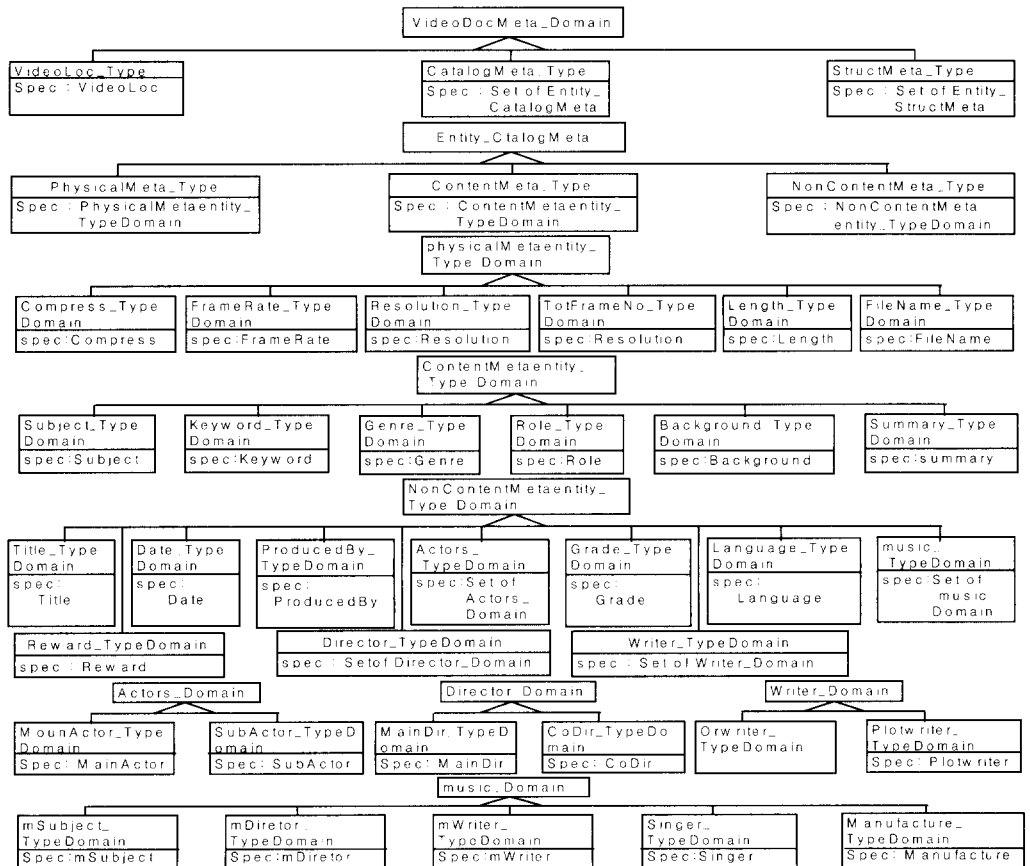 VideoDocMeta_Domain
VideoLoc_Type
Spec : VideoLoc
CatalogMeta_Type
Spec : Set of Entity_
CatalogMeta
StructMeta_Type
Spec : Set of Entity_
StructMeta
Entity_CtalogMeta
PhysicalMeta_Type
Spec : PhysicalMetaentity_
TypeDomain
ContentMeta_Type
Spec : ContentMetaentity_
TypeDomain
NonContentMeta_Type
Spec : NonContentMeta
entity_TypeDomain
physicalMetaentity_
Type Domain
Compress_Type
Domain
spec:Compress
FrameRate_Type
Domain
spec:FrameRate
Resolution_Type
Domain
spec:Resolution
TotFrameNo_Type
Domain
spec:Resolution
Length_Type
Domain
spec:Length
FileName_Type
Domain
spec:FileName
ContentMetaentity_
Type Domain
Subject_Type
Domain
spec:Subject
Keyword_Type
Domain
spec:Keyword
Genre_Type
Domain
spec:Genre
Role_Type
Domain
spec:Role
Background Type
Domain
spec:Background
Summary_Type
Domain
spec:summary
NonContentMetaentity_
Type Domain
Title_Type
Domain
spec:
Title
Date_Type
Domain
spec:
Date
ProducedBy_
TypeDomain
spec:
ProducedBy
Actors_
TypeDomain
spec:Set of
Actors_
Domain
Grade_Type
Domain
spec:
Grade
Language_Type
Domain
spec:
Language
music_
TypeDomain
spec:Set of
music
Domain
Reward_TypeDomain
spec : Reward
Director_TypeDomain
spec : Setof Director_Domain
Writer_TypeDomain
spec : Set of Writer_Domain
Actors_Domain
Director Domain
Writer_Domain
MounActor_Type
Domain
Spec: MainActor
SubActor_TypeD
omain
Spec: SubActor
MainDir_TypeD
omain
Spec: MainDir
CoDir_TypeDo
main
Spec: CoDir
Orwriter_
TypeDomain
Plotwriter_
TypeDomain
Spec: Plotwriter
music_Domain
mSubject_
TypeDomain
Spec:mSubject
mDiretor_
TypeDomain
Spec:mDiretor
mWriter_
TypeDomain
Spec:mWriter
Singer_
TypeDomain
Spec:Singer
Manufacture_
TypeDomain
Spec: Manufacture